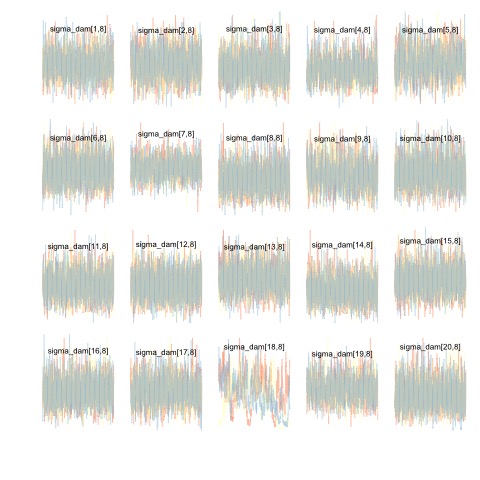 sigma_dam[1,8]
sigma_dam[2,8]
sigma_dam[3,8]
sigma_dam[4,8]
sigma_dam[5,8]
sigma_dam[6,8]
sigma_dam[7,8]
sigma_dam[8,8]
sigma_dam[9,8]
sigma_dam[10,8]
sigma_dam[11,8]
sigma_dam[12,8]
sigma_dam[13,8]
sigma_dam[14,8]
sigma_dam[15,8]
sigma_dam[16,8]
sigma_dam[17,8]
sigma_dam[18,8]
sigma_dam[19,8]
sigma_dam[20,8]